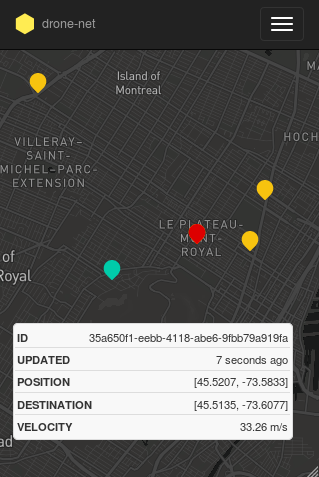 drone-net
Island of
Montreal
MA
VILLERAY–
SAINT-
MICHEL-PARC-
EXTENSION
HOCH
LE PLATEAU-
MONT-
ROYAL
of
Royal
ID 35a650f1-eebb-4118-abe6-9fbb79a919fa
UPDATED 7 seconds ago
POSITION [45.5207, -73.5833]
DESTINATION [45.5135, -73.6077]
VELOCITY 33.26 m/s
ad